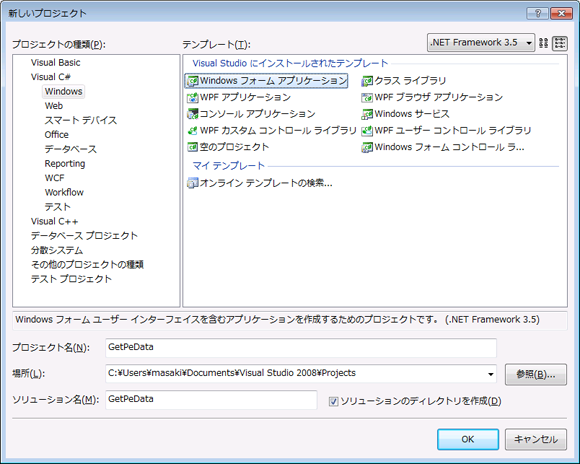 新しいプロジェクト
プロジェクトの種類(P):
Visual Basic
Visual C#
Windows
Web
スマート デバイス
Office
データベース
Reporting
WCF
Workflow
テスト
Visual C++
データベース プロジェクト
分散システム
その他のプロジェクトの種類
テスト プロジェクト
テンプレート(T):
.NET Framework 3.5
Visual Studio にインストールされたテンプレート
Windows フォーム アプリケーション
クラス ライブラリ
WPF アプリケーション
WPF ブラウザ アプリケーション
コンソール アプリケーション
Windows サービス
WPF カスタム コントロール ライブラリ
WPF ユーザー コントロール ライブラリ
空のプロジェクト
Windows フォーム コントロール ラ...
マイ テンプレート
オンライン テンプレートの検索...
Windows フォーム ユーザー インターフェイスを含むアプリケーションを作成するためのプロジェクトです。 (.NET Framework 3.5)
プロジェクト名(N):
GetPeData
場所(L):
C:¥Users¥masaki¥Documents¥Visual Studio 2008¥Projects
参照(B)...
ソリューション名(M):
GetPeData
ソリューションのディレクトリを作成(D)
OK
キャンセル